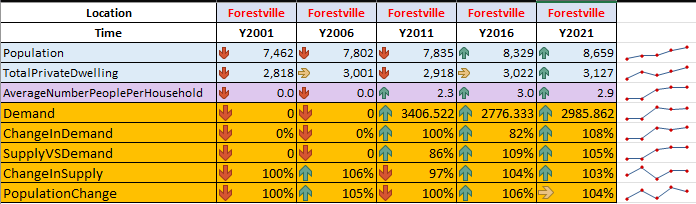 Location Forestville Forestville Forestville Forestville Forestville
Time Y2001 Y2006 Y2011 Y2016 Y2021
Population 7,462 7,802 7,835 8,329 8,659
TotalPrivateDwelling 2,818 3,001 2,918 3,022 3,127
AverageNumberPeoplePerHousehold 0.0 0.0 2.3 3.0 2.9
Demand 0 0 3406.522 2776.333 2985.862
ChangeInDemand 0% 0% 100% 82% 108%
SupplyVSDemand 0 0 86% 109% 105%
ChangeInSupply 100% 106% 97% 104% 103%
PopulationChange 100% 105% 100% 106% 104%